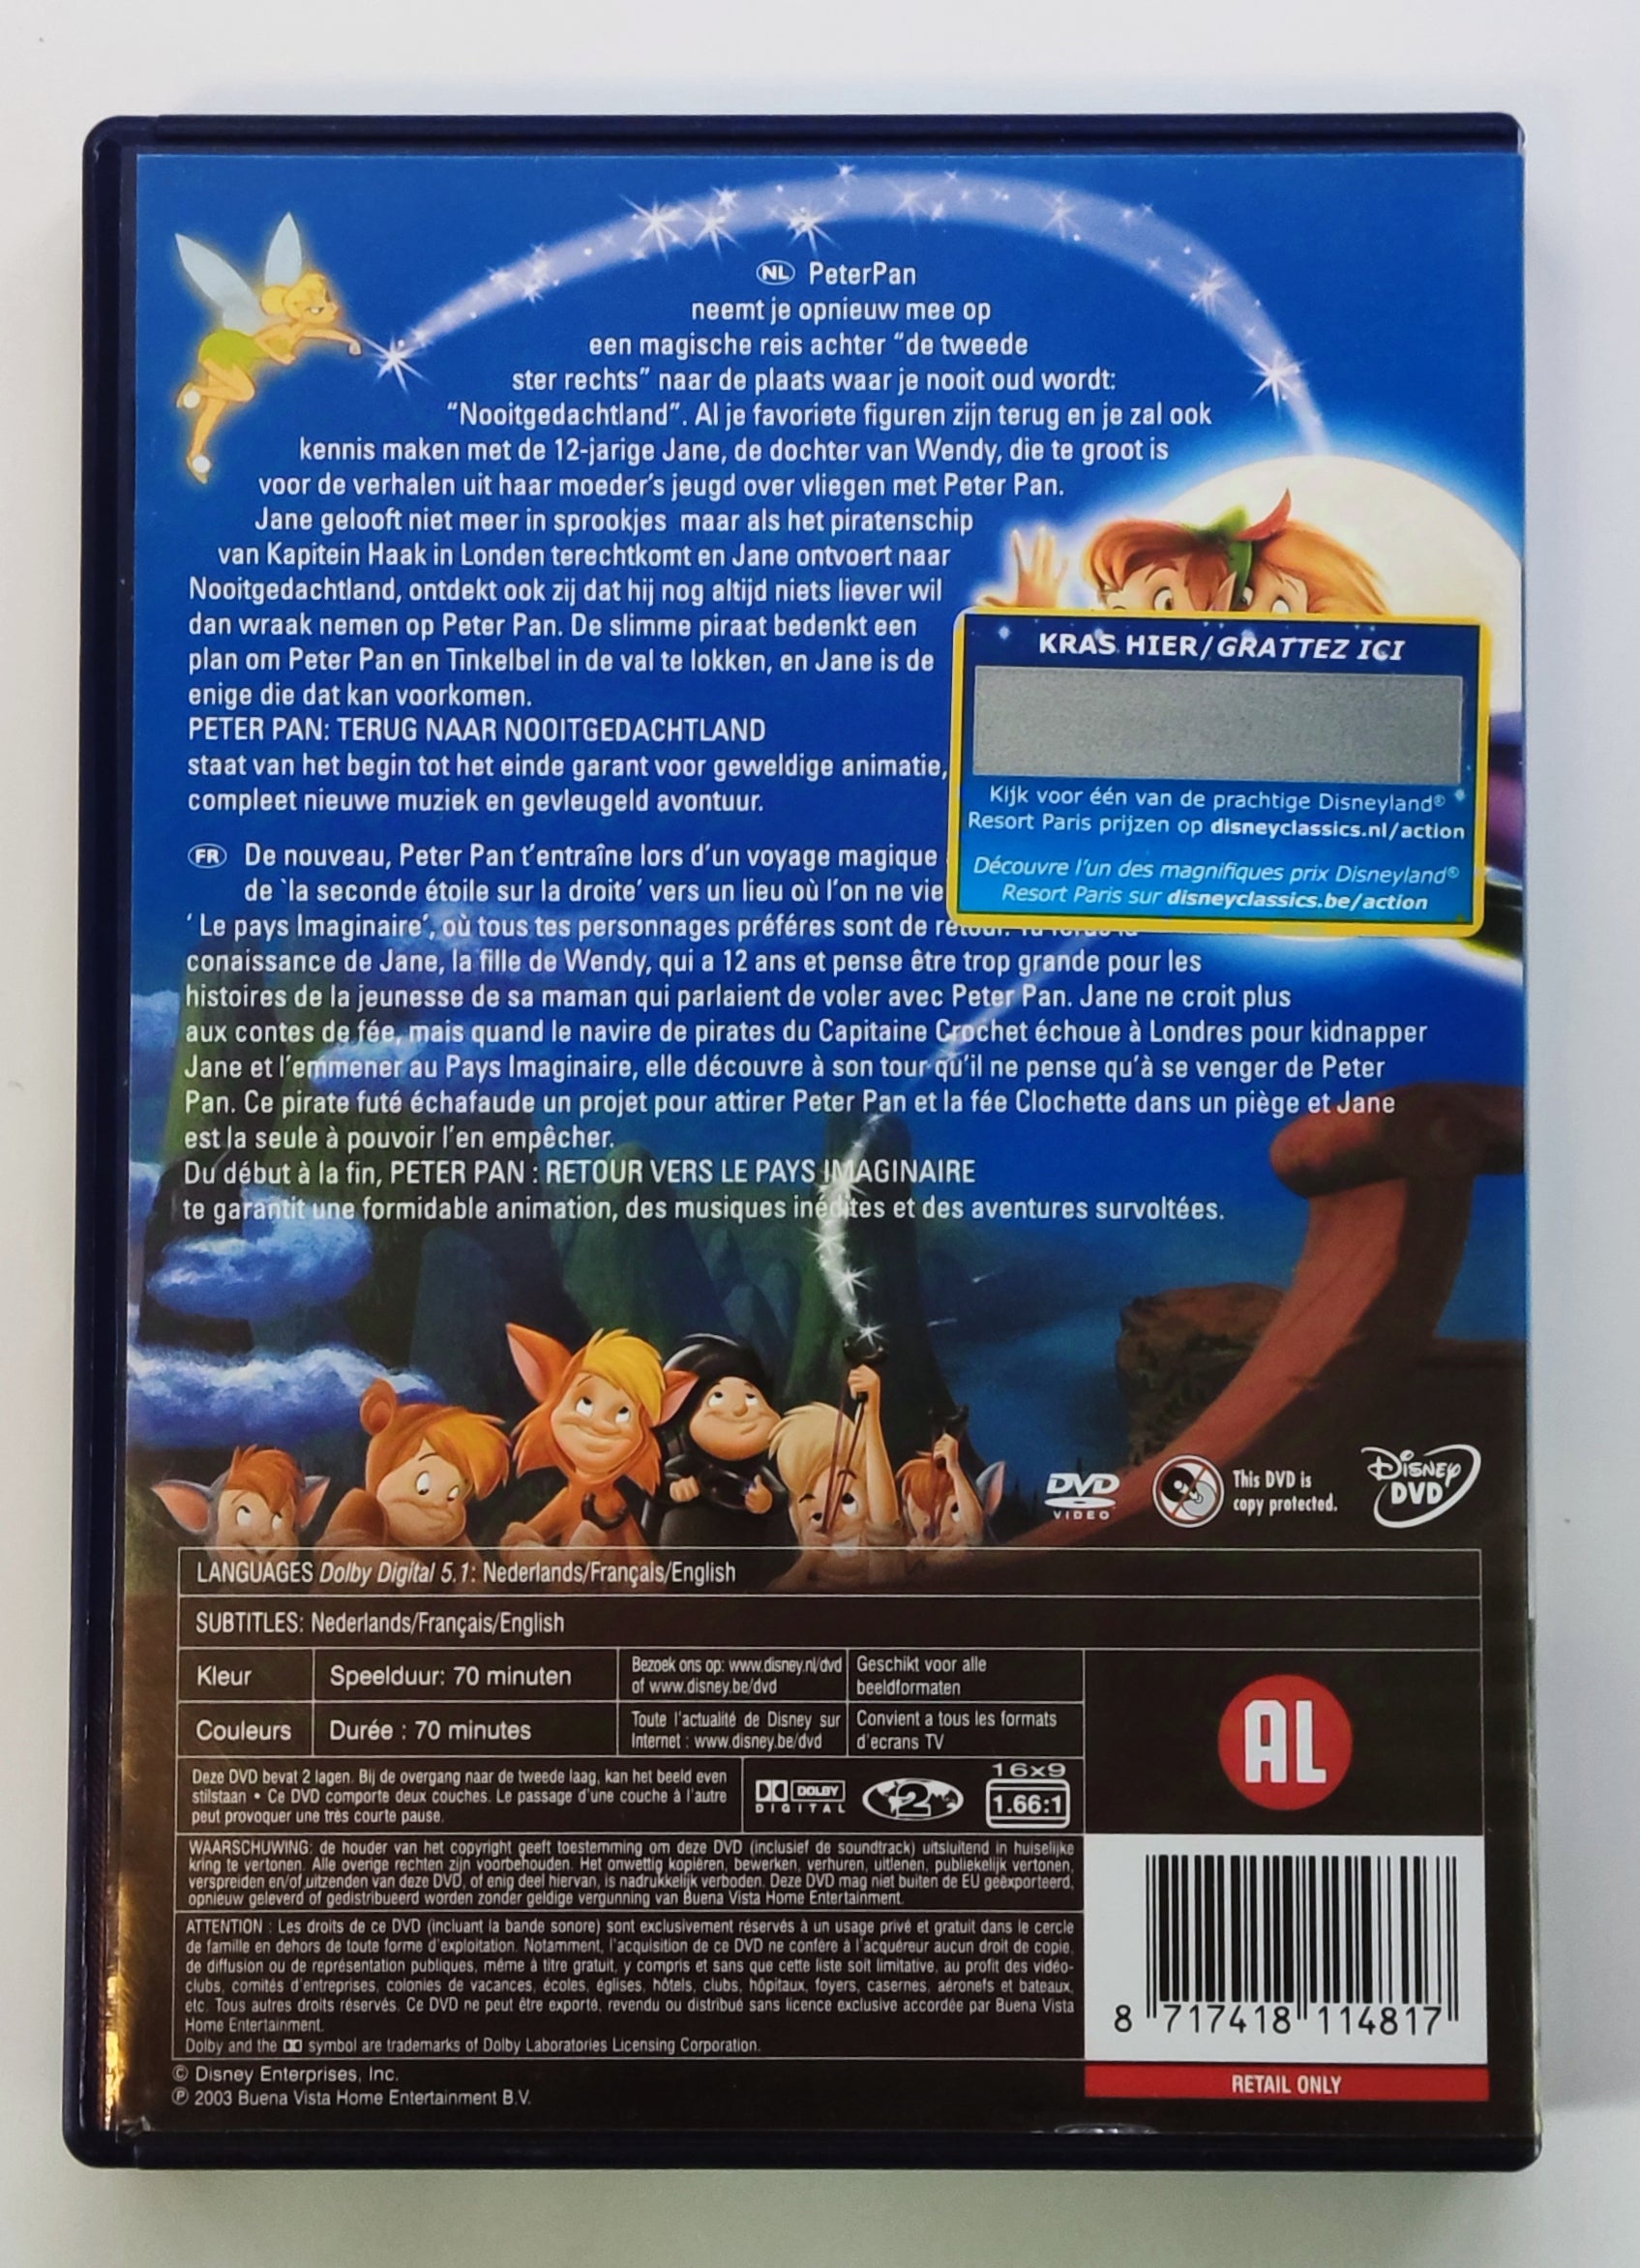 NL PeterPan
neemt je opnieuw mee op
een magische reis achter “de tweede
ster rechts” naar de plaats waar je nooit oud wordt:
“Nooitgedachtland”. Al je favoriete figuren zijn terug en je zal ook
kennis maken met de 12-jarige Jane, de dochter van Wendy, die te groot is
voor de verhalen uit haar moeder's jeugd over vliegen met Peter Pan.
Jane gelooft niet meer in sprookjes maar als het piratenschip
van Kapitein Haak in Londen terechtkomt en Jane ontvoert naar
Nooitgedachtland, ontdekt ook zij dat hij nog altijd niets liever wil
dan wraak nemen op Peter Pan. De slimme piraat bedenkt een
plan om Peter Pan en Tinkelbel in de val te lokken, en Jane is de
enige die dat kan voorkomen.
PETER PAN: TERUG NAAR NOOITGEDACHTLAND
staat van het begin tot het einde garant voor geweldige animatie,
compleet nieuwe muziek en gevleugeld avontuur.
KRAS HIER/GRATTEZ ICI
Kijk voor één van de prachtige Disneyland®
Resort Paris prijzen op disneyclassics.nl/action
Découvre l'un des magnifiques prix Disneyland®
Resort Paris sur disneyclassics.be/action
FR De nouveau, Peter Pan t'entraîne lors d'un voyage magique
de `la seconde étoile sur la droite' vers un lieu où l'on ne vie
‘ Le pays Imaginaire’, où tous tes personnages préféres sont de retour.
conaissance de Jane, la fille de Wendy, qui a 12 ans et pense être trop grande pour les
histoires de la jeunesse de sa maman qui parlaient de voler avec Peter Pan. Jane ne croit plus
aux contes de fée, mais quand le navire de pirates du Capitaine Crochet échoue à Londres pour kidnapper
Jane et l'emmener au Pays Imaginaire, elle découvre à son tour qu'il ne pense qu'à se venger de Peter
Pan. Ce pirate futé échafaude un projet pour attirer Peter Pan et la fée Clochette dans un piège et Jane
est la seule à pouvoir l'en empêcher.
Du début à la fin, PETER PAN : RETOUR VERS LE PAYS IMAGINAIRE
te garantit une formidable animation, des musiques inédites et des aventures survoltées.
DVD VIDEO
This DVD is
copy protected.
DISNEY DVD
LANGUAGES Dolby Digital 5.1: Nederlands/Français/English
SUBTITLES: Nederlands/Français/English
Kleur
Speelduur: 70 minuten
Bezoek ons op: www.disney.nl/dvd
of www.disney.be/dvd
Geschikt voor alle
beeldformaten
Couleurs
Durée : 70 minutes
Toute l'actualité de Disney sur
Internet : www.disney.be/dvd
Convient a tous les formats
d'ecrans TV
AL
Deze DVD bevat 2 lagen. Bij de overgang naar de tweede laag, kan het beeld even
stilstaan • Ce DVD comporte deux couches. Le passage d'une couche à l'autre
peut provoquer une très courte pause.
DOLBY
DIGITAL
2
16x9
1.66:1
WAARSCHUWING: de houder van het copyright geeft toestemming om deze DVD (inclusief de soundtrack) uitsluitend in huiselijke
kring te vertonen. Alle overige rechten zijn voorbehouden. Het onwettig kopiëren, bewerken, verhuren, uitlenen, publiekelijk vertonen,
verspreiden en/of uitzenden van deze DVD, of enig deel hiervan, is nadrukkelijk verboden. Deze DVD mag niet buiten de EU geëxporteerd,
opnieuw geleverd of gedistribueerd worden zonder geldige vergunning van Buena Vista Home Entertainment.
ATTENTION : Les droits de ce DVD (incluant la bande sonore) sont exclusivement réservés à un usage privé et gratuit dans le cercle
de famille en dehors de toute forme d'exploitation. Notamment, l'acquisition de ce DVD ne confère à l'acquéreur aucun droit de copie,
de diffusion ou de représentation publiques, même à titre gratuit, y compris et sans que cette liste soit limitative, au profit des vidéo-
clubs, comités d'entreprises, colonies de vacances, écoles, églises, hôtels, clubs, hôpitaux, foyers, casernes, aéronefs et bateaux,
etc. Tous autres droits réservés. Ce DVD ne peut être exporté, revendu ou distribué sans licence exclusive accordée par Buena Vista
Home Entertainment.
Dolby and the symbol are trademarks of Dolby Laboratories Licensing Corporation.
8 717418 114817
© Disney Enterprises, Inc.
℗ 2003 Buena Vista Home Entertainment B.V.
RETAIL ONLY